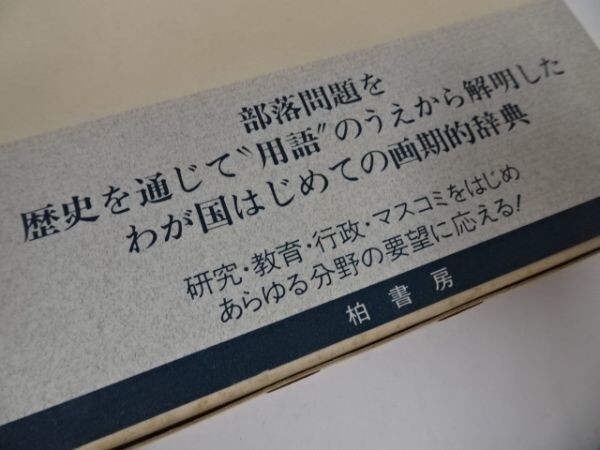 部落問題を
歴史を通じて〝用語〟のうえから解明した
わが国はじめての画期的辞典
研究・教育・行政・マスコミをはじめ
あらゆる分野の要望に応える!
柏書房